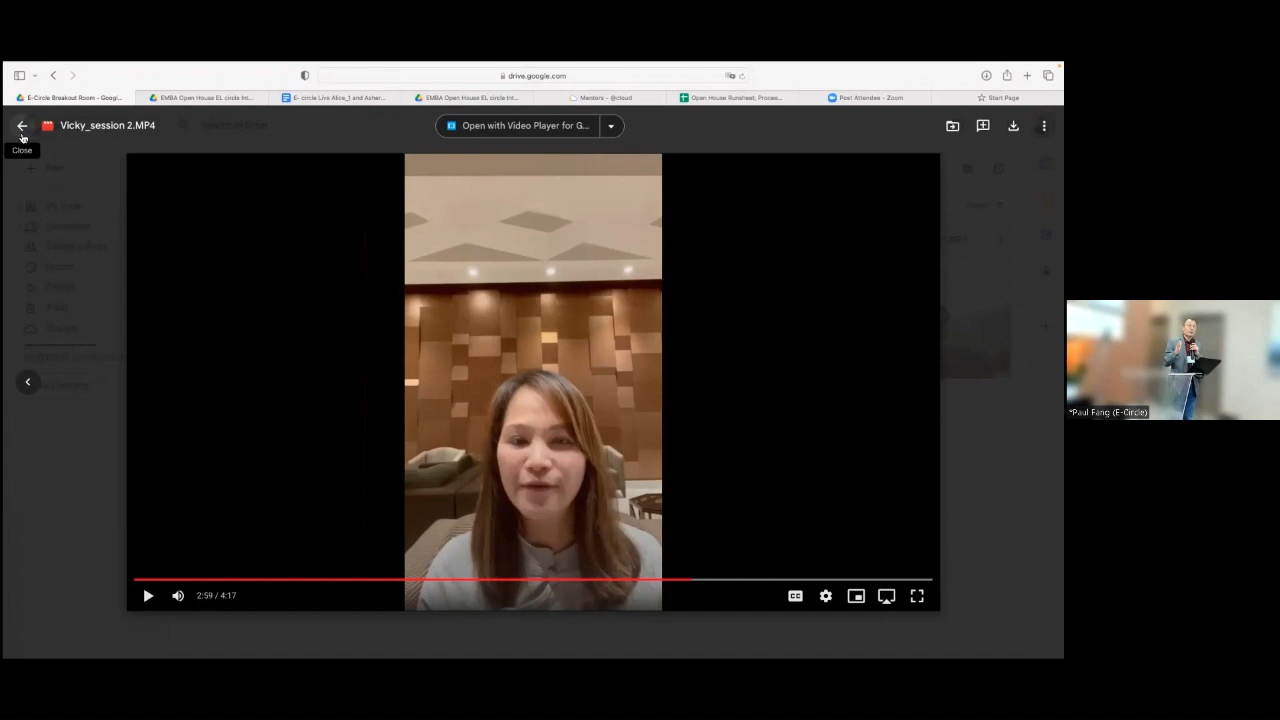 drive.google.com
E-Circle Breakout Room - Googl...
EMBA Open House EL circle Int...
E- circle Live Alice_1 and Asher...
EMBA Open House EL circle Int...
Mentors - @cloud
Open House Runsheet, Procee...
Post Attendee - Zoom
Start Page
Vicky_session 2.MP4
Open with Video Player for G...
Close
2:59 / 4:17
CC
*Paul Fang (E-Circle)